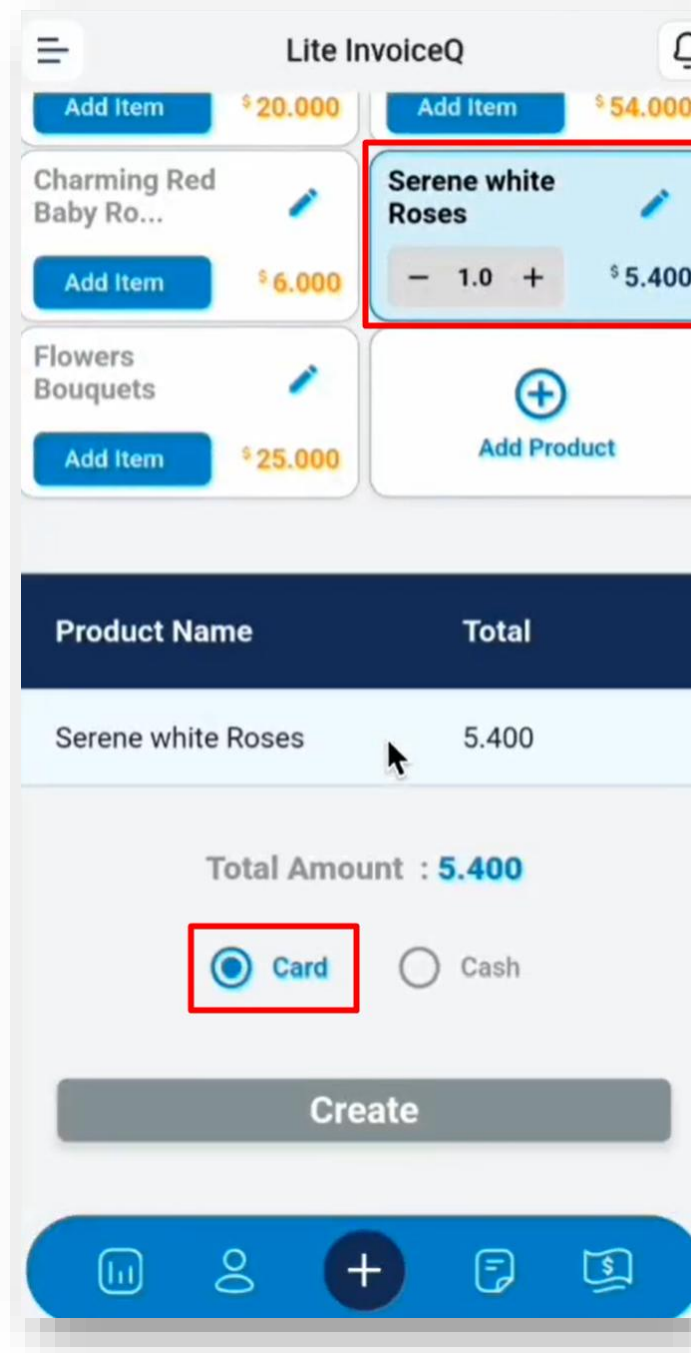 Lite InvoiceQ
Add Item $ 20.000
Add Item $ 54.000
Charming Red
Baby Ro...
Add Item $ 6.000
Serene white
Roses
− 1.0 + $ 5.400
Flowers
Bouquets
Add Item $ 25.000
Add Product
Product Name Total
Serene white Roses 5.400
Total Amount : 5.400
Card Cash
Create